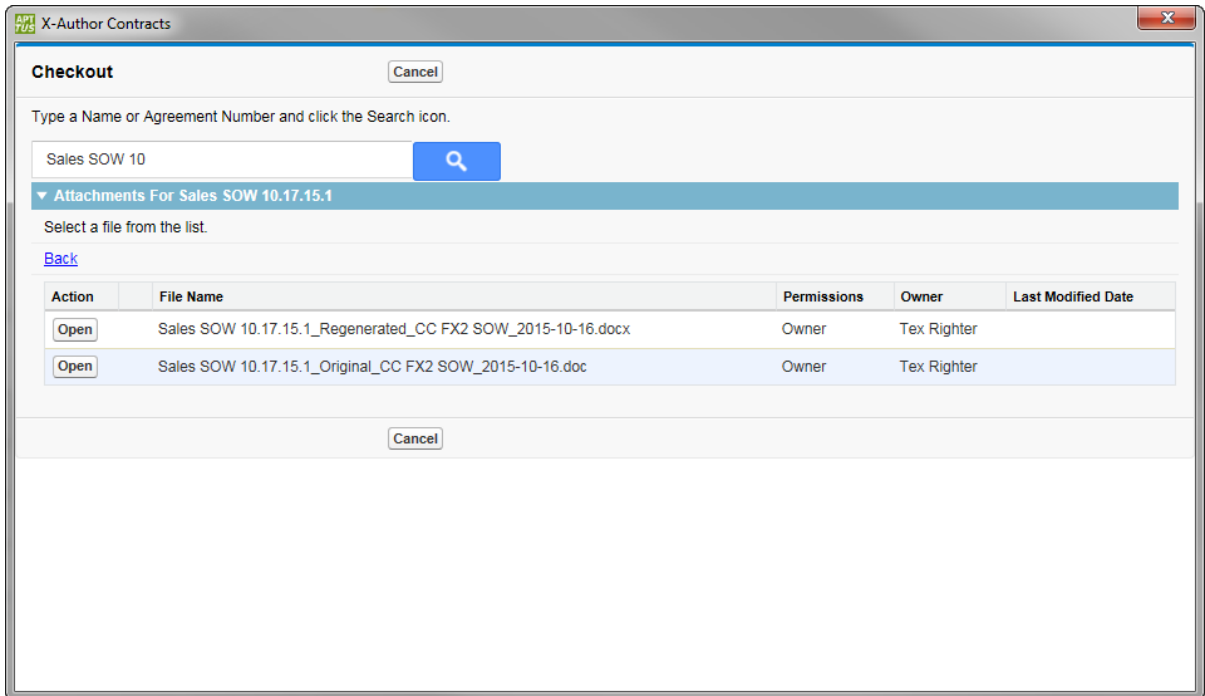 APT TUS X-Author Contracts
Checkout Cancel
Type a Name or Agreement Number and click the Search icon.
Sales SOW 10
Attachments For Sales SOW 10.17.15.1
Select a file from the list.
Back
Action File Name Permissions Owner Last Modified Date
Open Sales SOW 10.17.15.1_Regenerated_CC FX2 SOW_2015-10-16.docx Owner Tex Righter
Open Sales SOW 10.17.15.1_Original_CC FX2 SOW_2015-10-16.doc Owner Tex Righter
Cancel